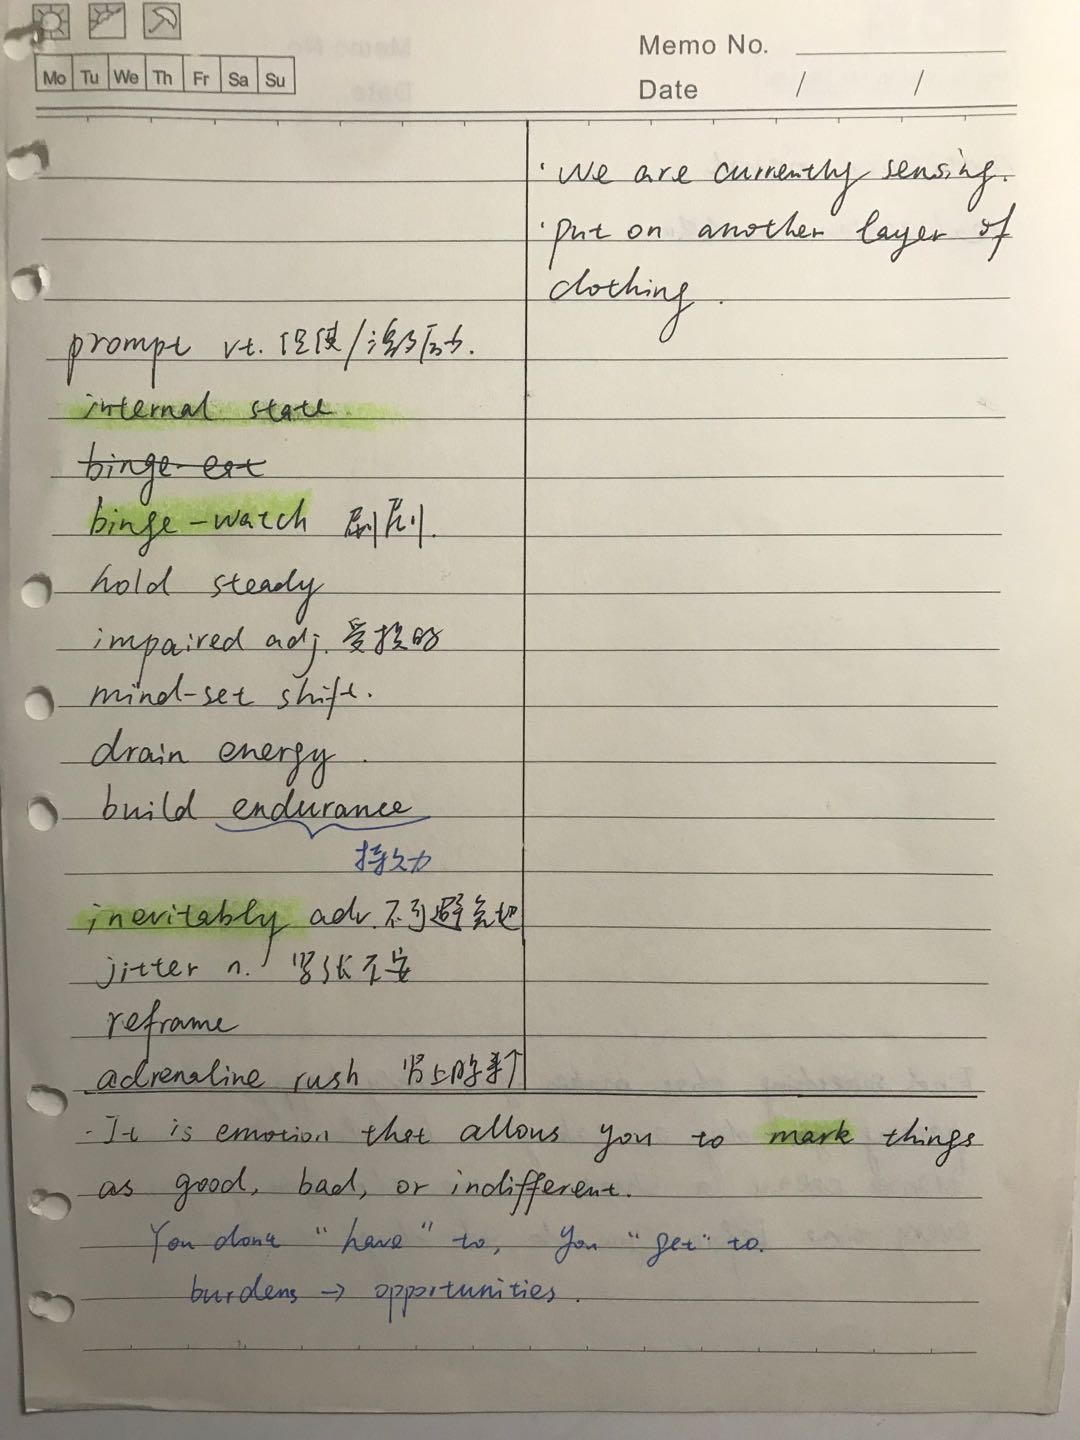 Memo No.
Mo Tu We Th Fr Sa Su
Date / /
· We are currently sensing.
· put on another layer of
clothing.
prompt vt. 促使/激励.
internal state.
binge-eat
binge-watch 刷剧.
hold steady
impaired adj. 受损的
mind-set shift.
drain energy.
build endurance
持久力
inevitably adv. 不可避免地
jitter n. 紧张不安
reframe
adrenaline rush 肾上腺素↑
· It is emotion that allows you to mark things
as good, bad, or indifferent.
You don't "have" to, you "get" to.
burdens → opportunities.